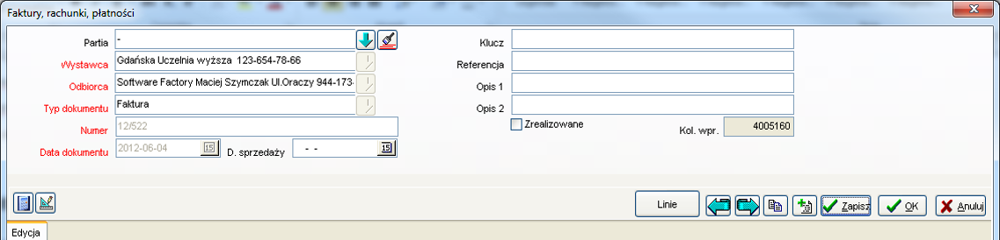 Faktury, rachunki, płatności
Partia -
Wystawca Gdańska Uczelnia wyższa 123-654-78-66
Odbiorca Software Factory Maciej Szymczak Ul.Oraczy 944-173-
Typ dokumentu Faktura
Numer 12/522
Data dokumentu 2012-06-04 15 D. sprzedaży - - 15
Klucz
Referencja
Opis 1
Opis 2
Zrealizowane Kol. wpr. 4005160
Linie Zapisz OK Anuluj
Edycja